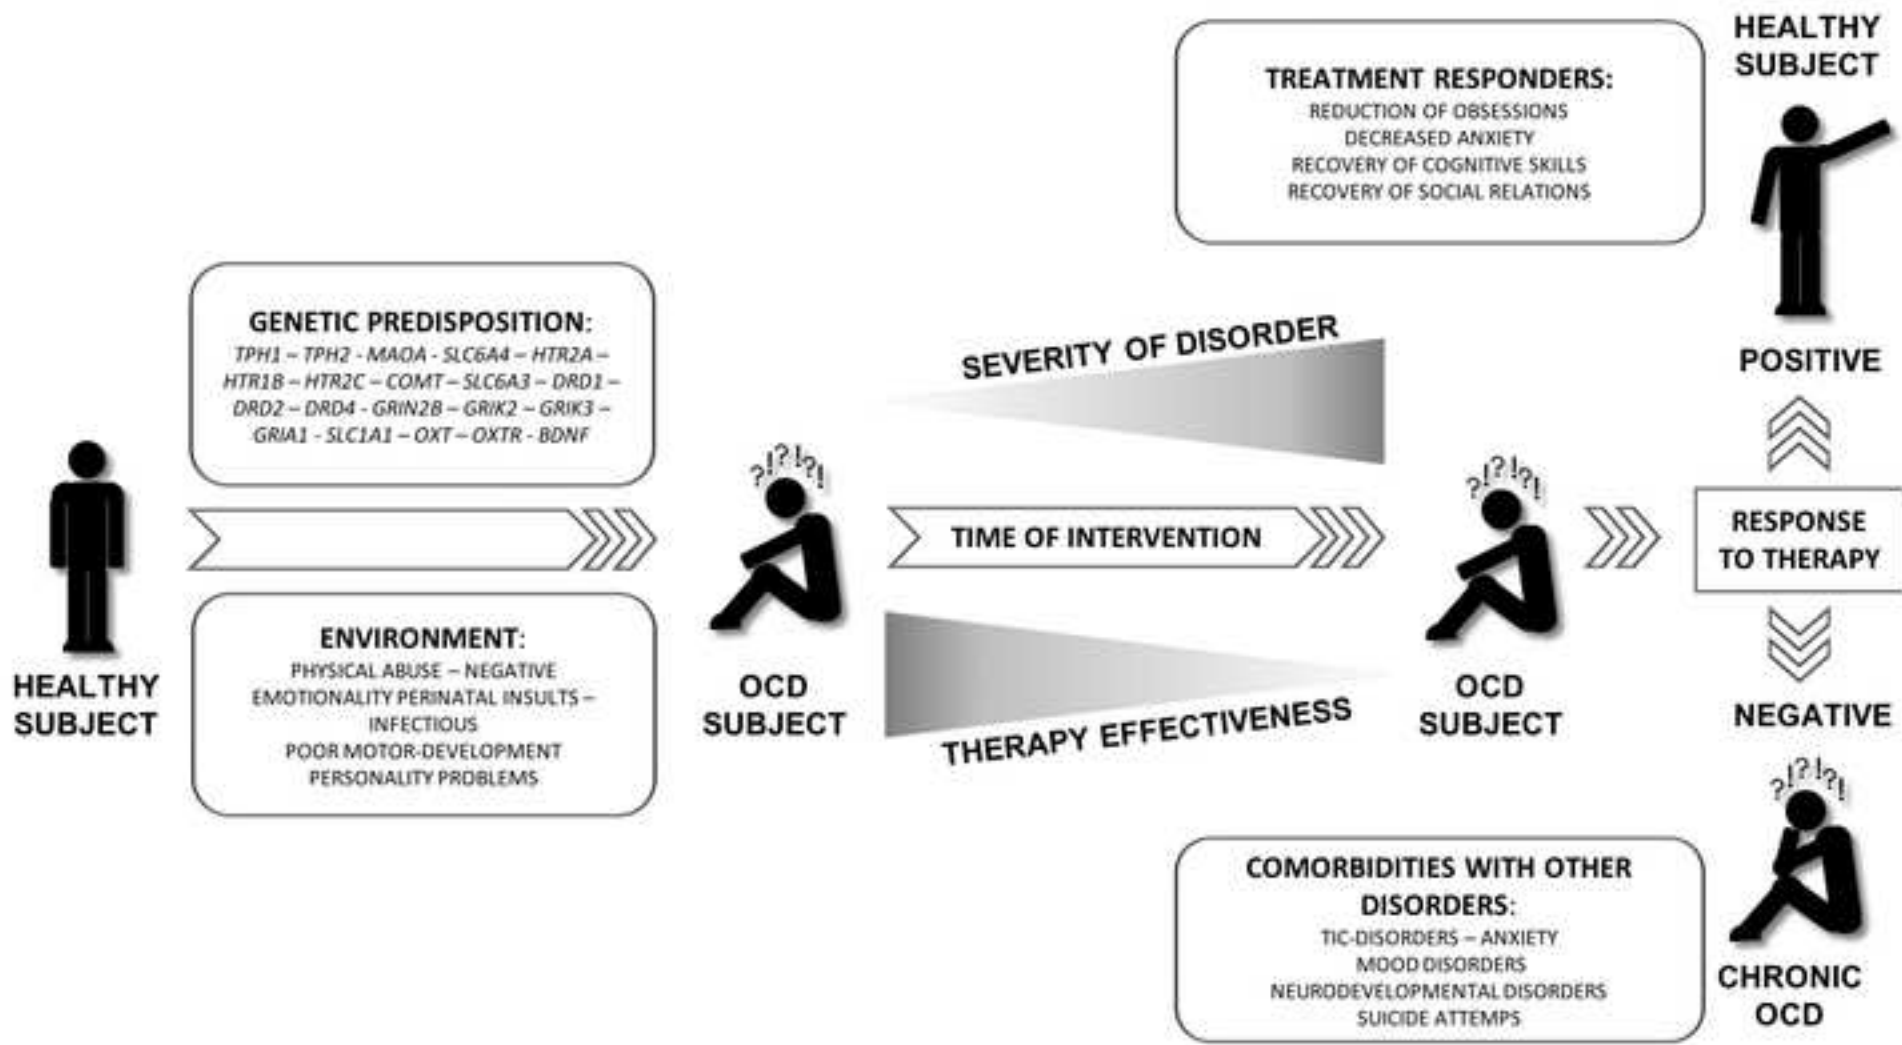 HEALTHY
SUBJECT
GENETIC PREDISPOSITION:
TPH1 – TPH2 - MAOA - SLC6A4 – HTR2A –
HTR1B – HTR2C – COMT – SLC6A3 – DRD1 –
DRD2 – DRD4 - GRIN2B – GRIK2 – GRIK3 –
GRIA1 - SLC1A1 – OXT – OXTR - BDNF
ENVIRONMENT:
PHYSICAL ABUSE – NEGATIVE
EMOTIONALITY PERINATAL INSULTS –
INFECTIOUS
POOR MOTOR-DEVELOPMENT
PERSONALITY PROBLEMS
?!?!?!
OCD
SUBJECT
SEVERITY OF DISORDER
TIME OF INTERVENTION
THERAPY EFFECTIVENESS
?!?!?!
OCD
SUBJECT
RESPONSE
TO THERAPY
POSITIVE
HEALTHY
SUBJECT
TREATMENT RESPONDERS:
REDUCTION OF OBSESSIONS
DECREASED ANXIETY
RECOVERY OF COGNITIVE SKILLS
RECOVERY OF SOCIAL RELATIONS
NEGATIVE
?!?!?!
CHRONIC
OCD
COMORBIDITIES WITH OTHER
DISORDERS:
TIC-DISORDERS – ANXIETY
MOOD DISORDERS
NEURODEVELOPMENTAL DISORDERS
SUICIDE ATTEMPS